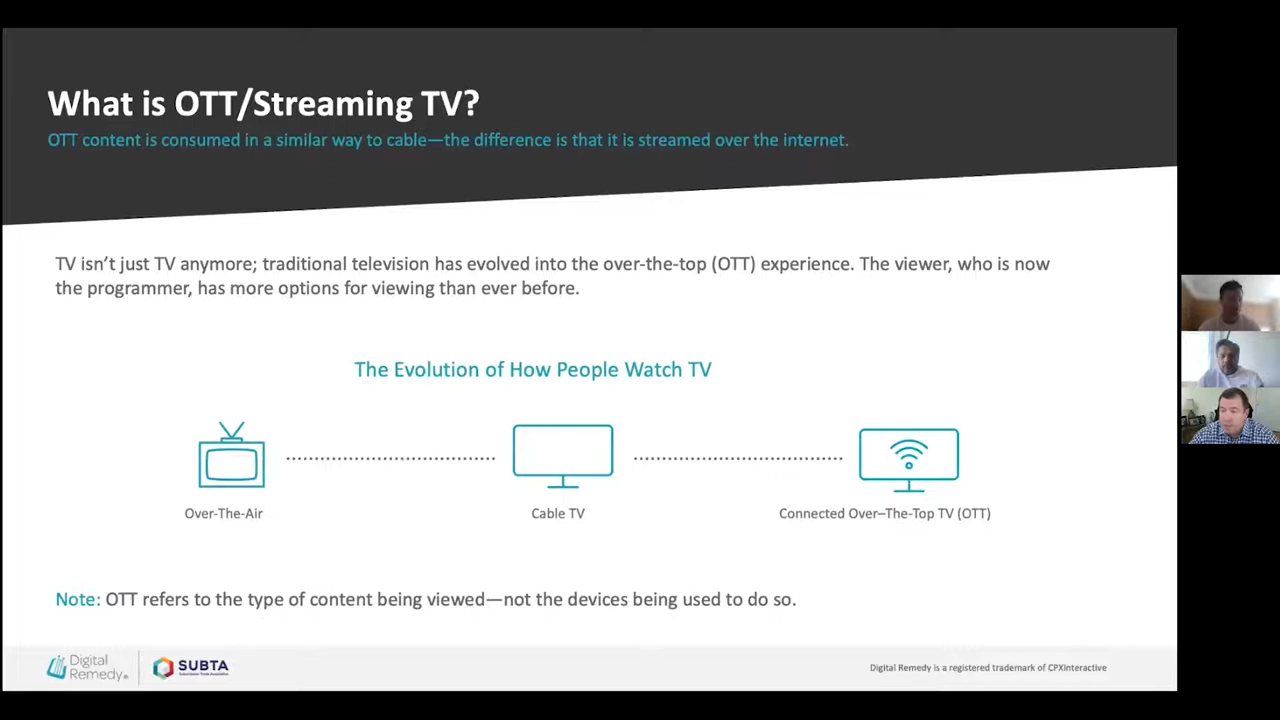 What is OTT/Streaming TV?
OTT content is consumed in a similar way to cable—the difference is that it is streamed over the internet.
TV isn’t just TV anymore; traditional television has evolved into the over-the-top (OTT) experience. The viewer, who is now
the programmer, has more options for viewing than ever before.
The Evolution of How People Watch TV
Over-The-Air
Cable TV
Connected Over–The-Top TV (OTT)
Note: OTT refers to the type of content being viewed—not the devices being used to do so.
Digital
Remedy®
SUBTA
Digital Remedy is a registered trademark of CPXInteractive